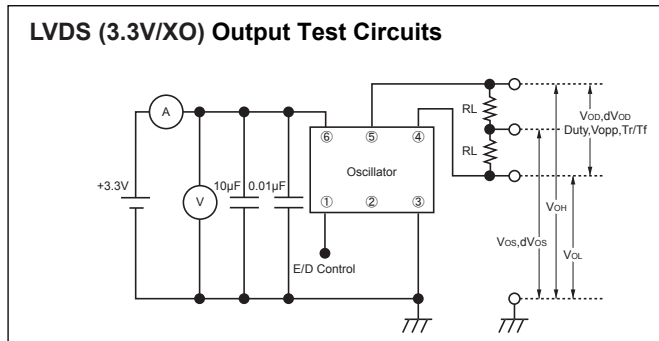 LVDS (3.3V/XO) Output Test Circuits
A
⑥ ⑤ ④
RL
RL
VOD,dVOD
Duty,Vopp,Tr/Tf
Oscillator
+3.3V
V
10µF 0.01µF
① ② ③
VOH
VOS,dVOS
VOL
E/D Control